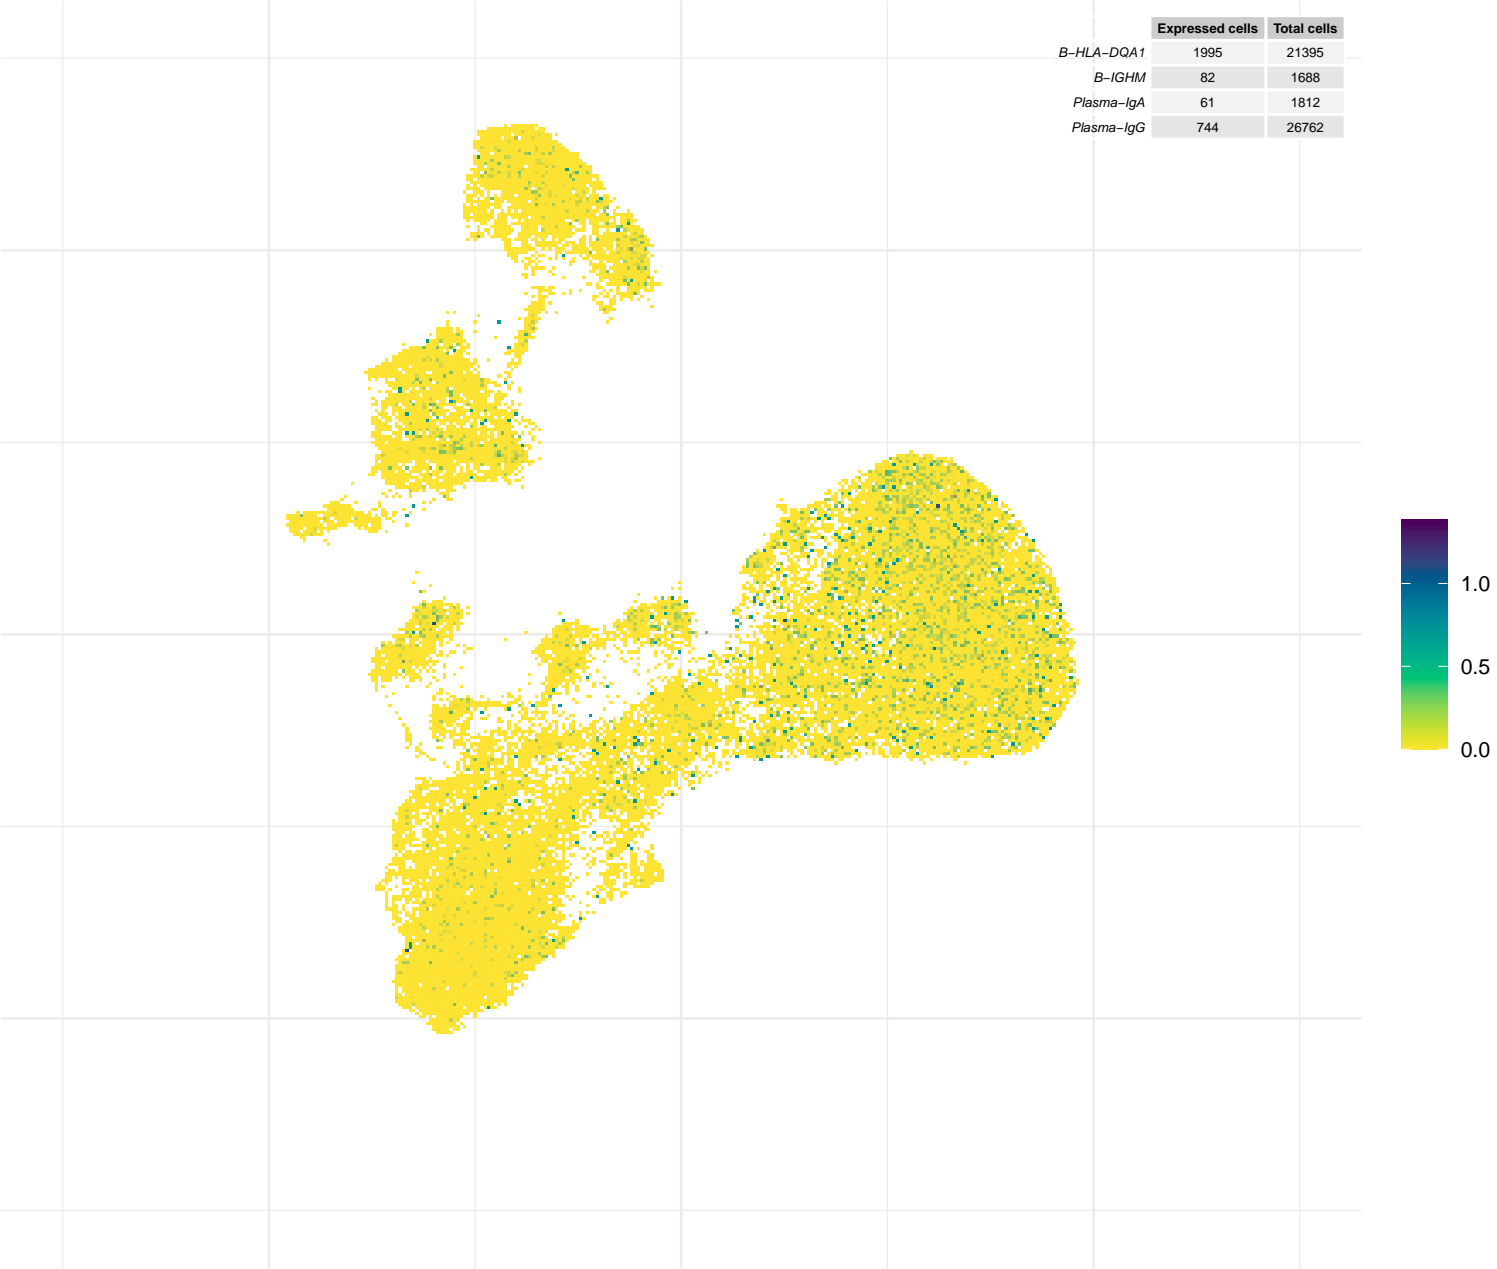 Expressed cells Total cells
B−HLA−DQA1 1995 21395
B−IGHM 82 1688
Plasma−IgA 61 1812
Plasma−IgG 744 26762
1.0
0.5
0.0